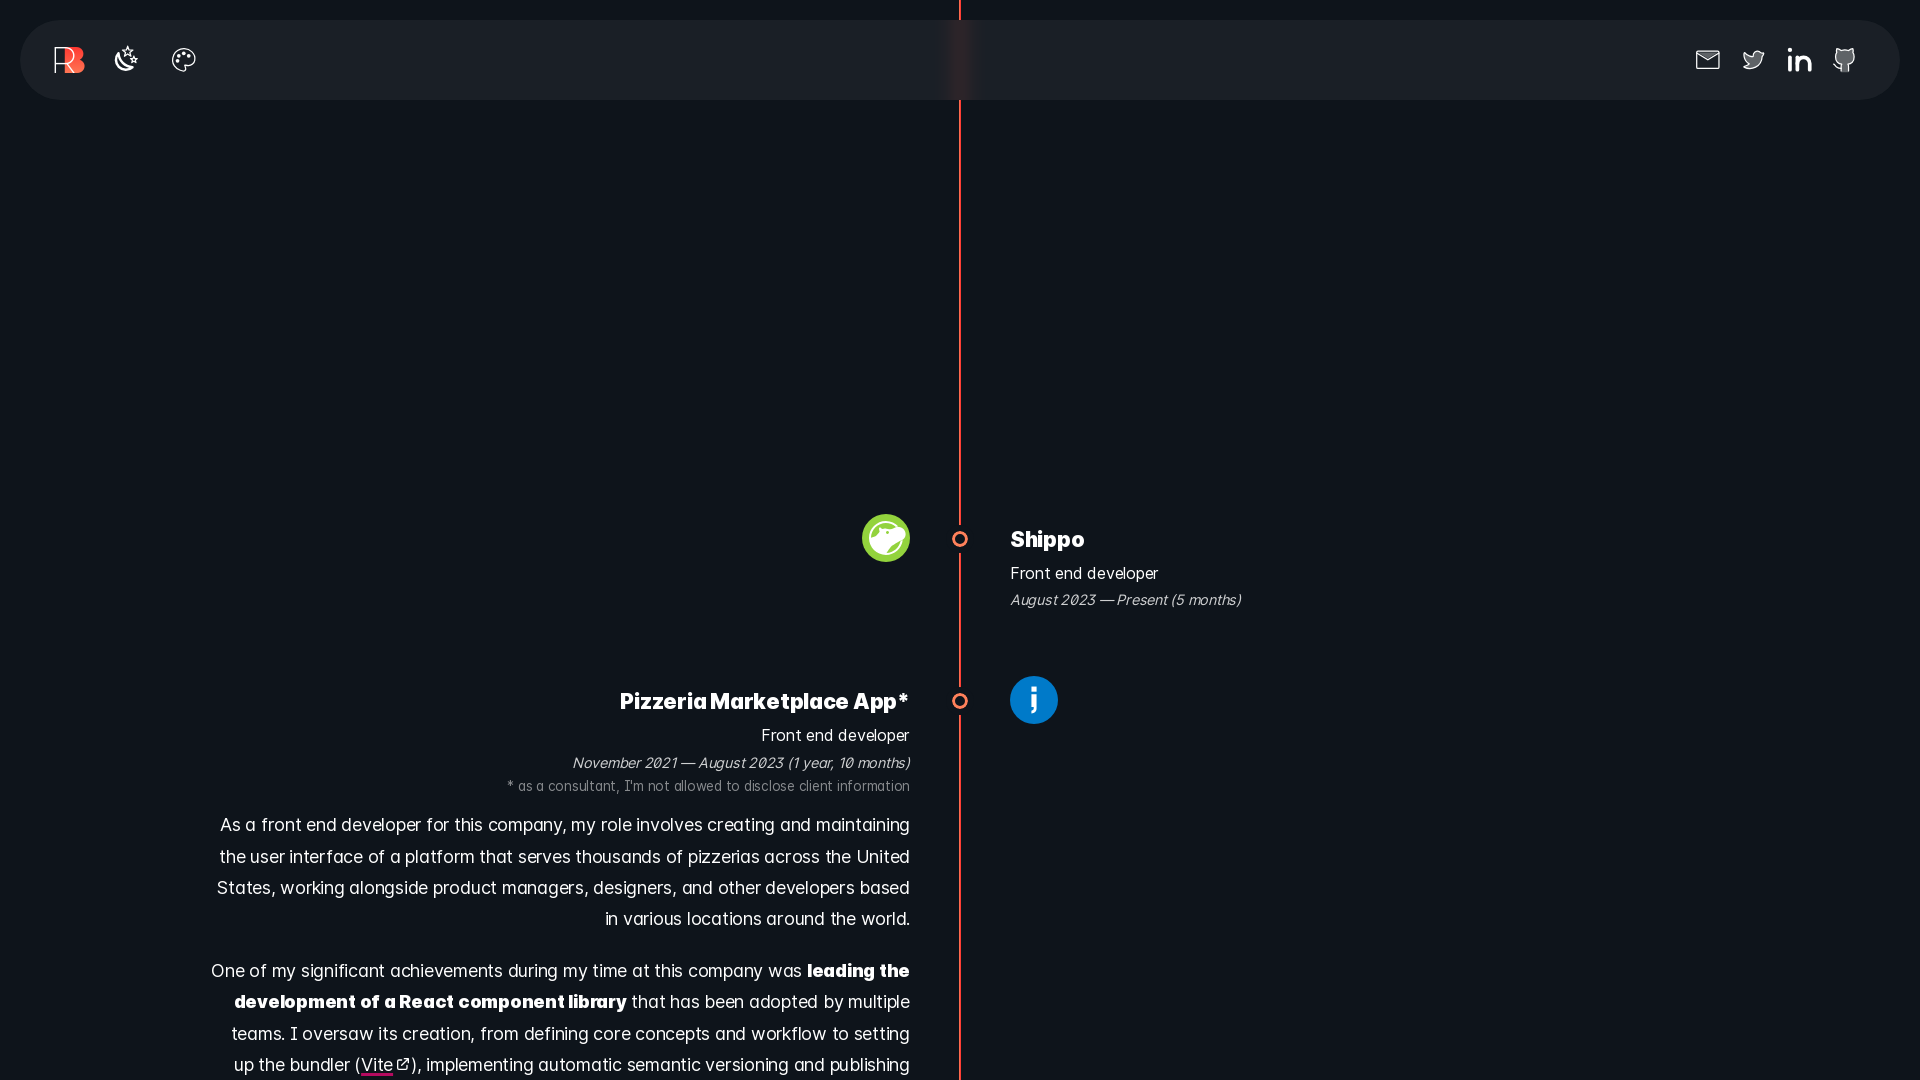 RB
in
Shippo
Front end developer
August 2023 — Present (5 months)
j
Pizzeria Marketplace App*
Front end developer
November 2021 — August 2023 (1 year, 10 months)
* as a consultant, I'm not allowed to disclose client information
As a front end developer for this company, my role involves creating and maintaining
the user interface of a platform that serves thousands of pizzerias across the United
States, working alongside product managers, designers, and other developers based
in various locations around the world.
One of my significant achievements during my time at this company was leading the
development of a React component library that has been adopted by multiple
teams. I oversaw its creation, from defining core concepts and workflow to setting
up the bundler (Vite), implementing automatic semantic versioning and publishing